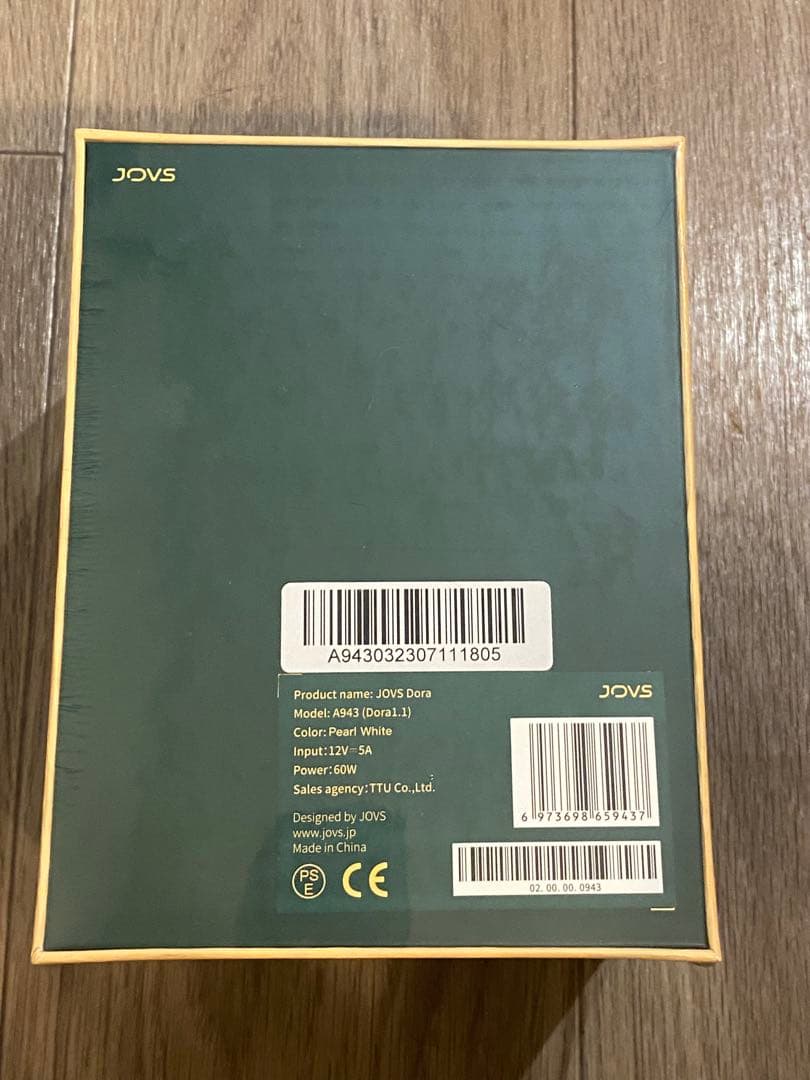 JOVS
A943032307111805
Product name: JOVS Dora
JOVS
Model: A943 (Dora1.1)
Color: Pearl White
Input:12V⎓5A
Power:60W
Sales agency:TTU Co.,Ltd.
6 973698 659437
Designed by JOVS
www.jovs.jp
Made in China
PS
E
CE
02. 00. 00. 0943